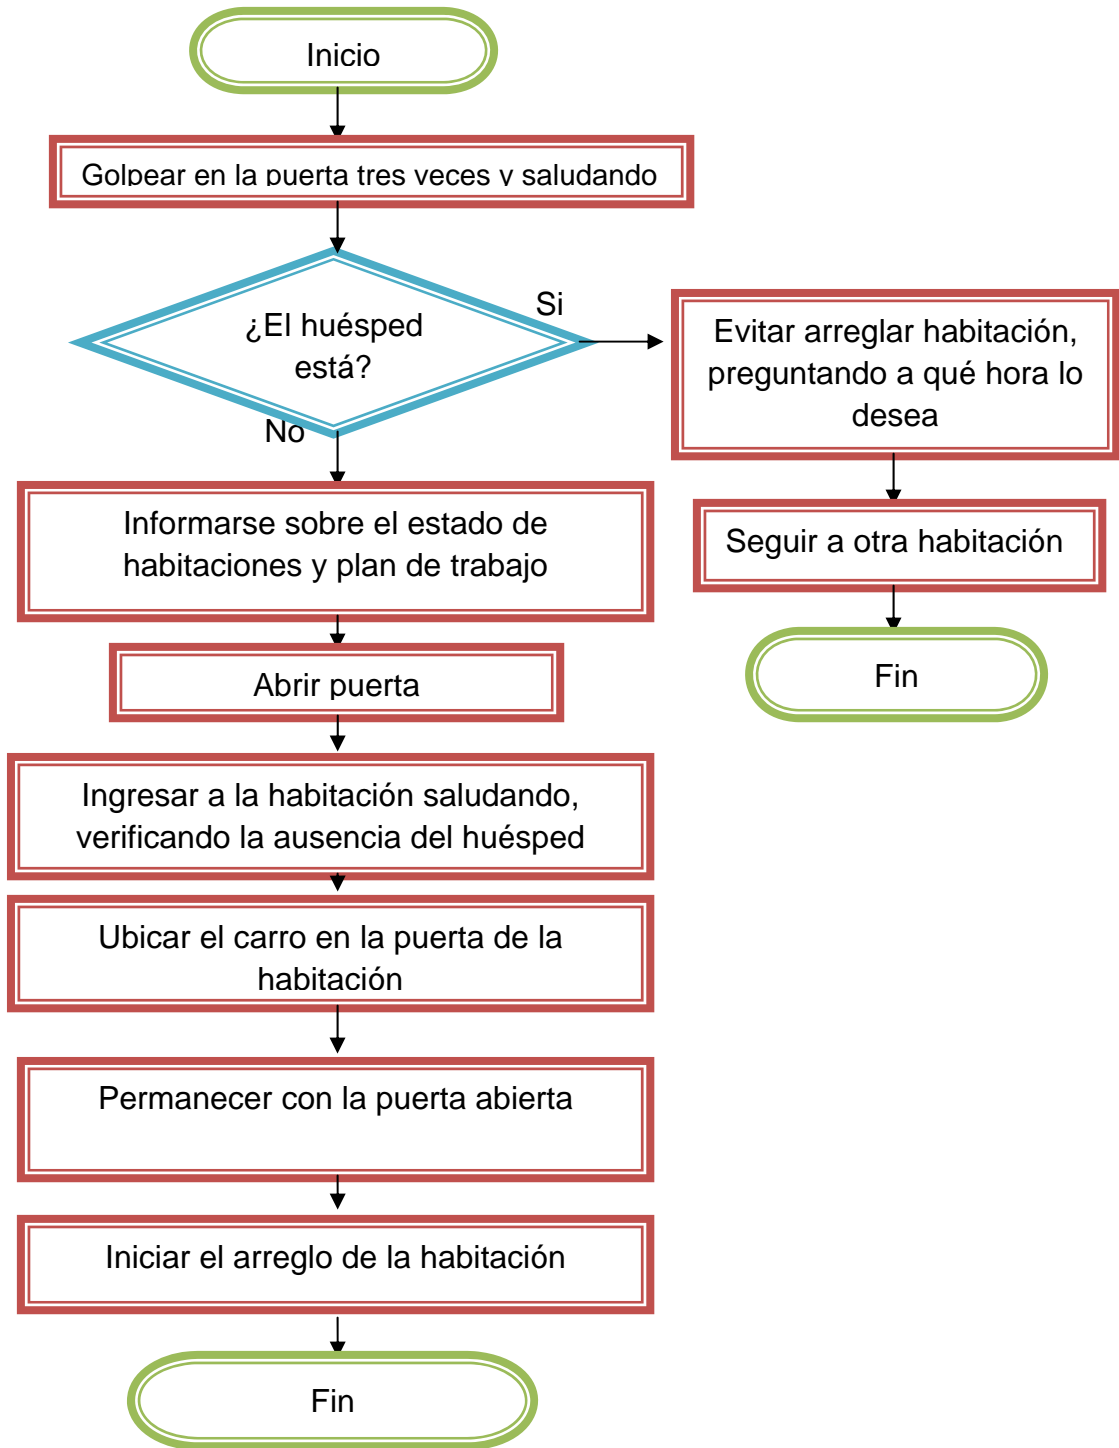 Inicio
Golpear en la puerta tres veces y saludando
¿El huésped
está?
Si
No
Evitar arreglar habitación,
preguntando a qué hora lo
desea
Seguir a otra habitación
Fin
Informarse sobre el estado de
habitaciones y plan de trabajo
Abrir puerta
Ingresar a la habitación saludando,
verificando la ausencia del huésped
Ubicar el carro en la puerta de la
habitación
Permanecer con la puerta abierta
Iniciar el arreglo de la habitación
Fin